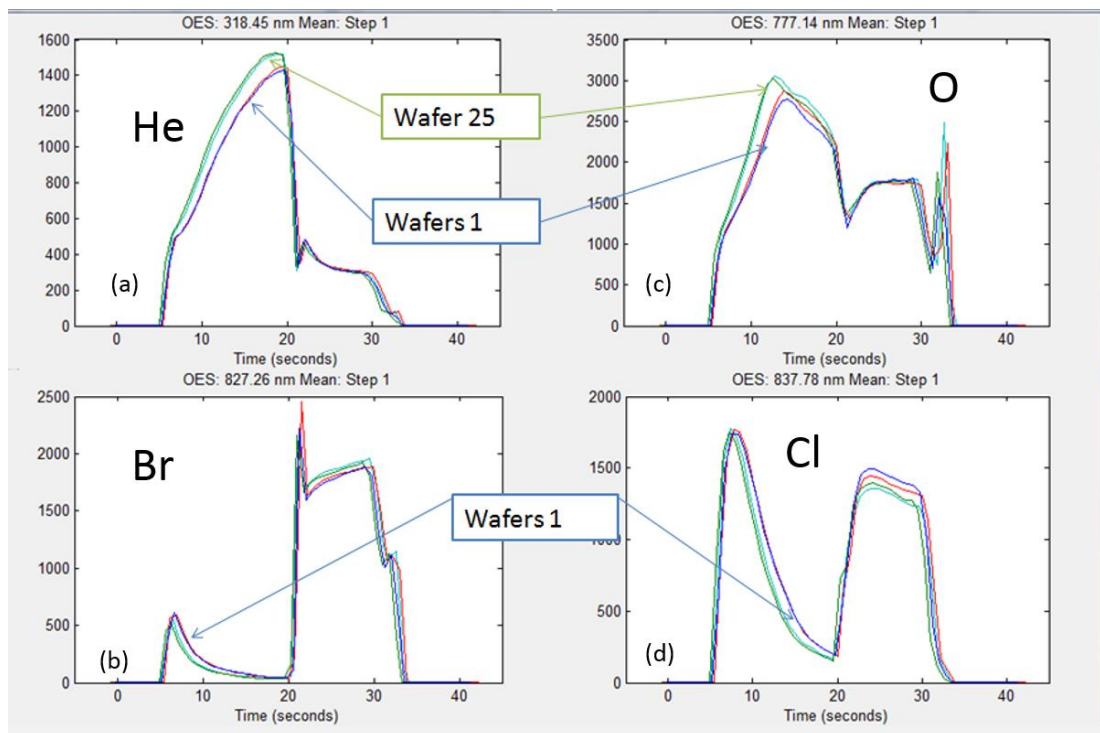 OES: 318.45 nm Mean: Step 1
1600
1400
1200
1000
800
600
400
200
0
He
(a)
0 10 20 30 40
Time (seconds)
Wafer 25
Wafers 1
OES: 777.14 nm Mean: Step 1
3500
3000
2500
2000
1500
1000
500
0
O
(c)
0 10 20 30 40
Time (seconds)
OES: 827.26 nm Mean: Step 1
2500
2000
1500
1000
500
0
Br
(b)
0 10 20 30 40
Time (seconds)
Wafers 1
OES: 837.78 nm Mean: Step 1
2000
1500
500
0
Cl
(d)
0 10 20 30 40
Time (seconds)